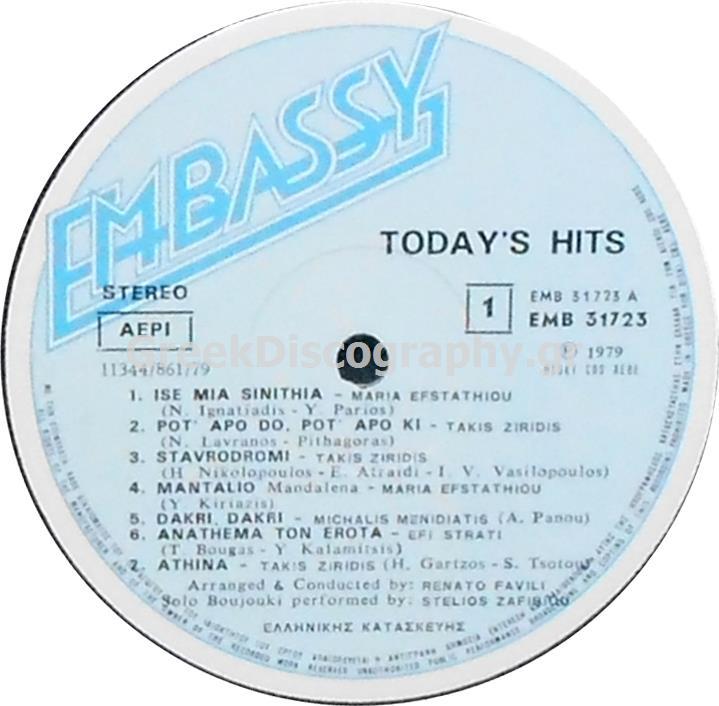 EMBASSY
TODAY'S HITS
STEREO
AEPI
11344/861/79
1
EMB 31723 A
EMB 31723
℗ 1979
GreekDiscography.gr
1. ISE MIA SINITHIA - MARIA EFSTATHIOU
(N. Ignatiadis - Y. Parios)
2. POT' APO DO, POT' APO KI - TAKIS ZIRIDIS
(N. Lavranos - Pithagoras)
3. STAVRODROMI - TAKIS ZIRIDIS
(H. Nikolopoulos - E. Atraidi - I. V. Vasilopoulos)
4. MANTALIO Mandalena - MARIA EFSTATHIOU
(Y. Kiriazis)
5. DAKRI, DAKRI - MICHALIS MENIDIATIS (A. Panou)
6. ANATHEMA TON EROTA - EFI STRATI
(T. Bougas - Y. Kalamitsis)
7. ATHINA - TAKIS ZIRIDIS (H. Gartzos - S. Tsotou)
Arranged & Conducted by: RENATO FAVILI
Solo Boujouki performed by: STELIOS
ΕΛΛΗΝΙΚΗΣ ΚΑΤΑΣΚΕΥΗΣ